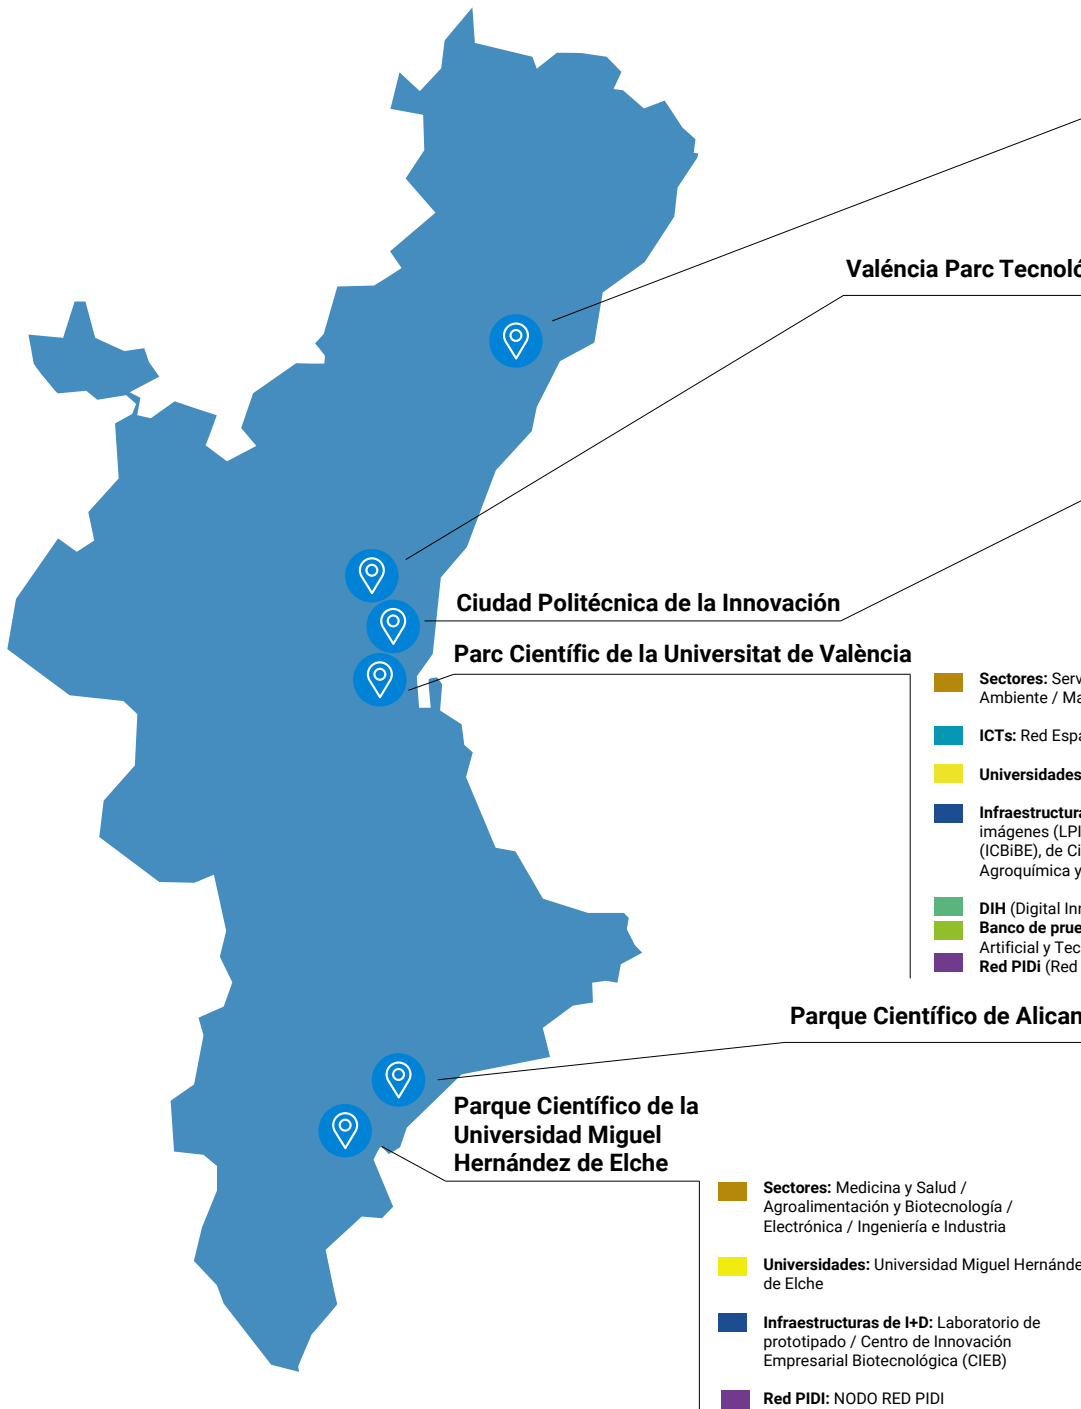 Valéncia Parc Tecnoló
Ciudad Politécnica de la Innovación
Parc Científic de la Universitat de València
Sectores: Serv
Ambiente / Ma
ICTs: Red Espa
Universidades
Infraestructura
imágenes (LPI
(ICBiBE), de Ci
Agroquímica y
DIH (Digital Inn
Banco de prue
Artificial y Tec
Red PIDi (Red
Parque Científico de Alican
Parque Científico de la
Universidad Miguel
Hernández de Elche
Sectores: Medicina y Salud /
Agroalimentación y Biotecnología /
Electrónica / Ingeniería e Industria
Universidades: Universidad Miguel Hernánde
de Elche
Infraestructuras de I+D: Laboratorio de
prototipado / Centro de Innovación
Empresarial Biotecnológica (CIEB)
Red PIDI: NODO RED PIDI